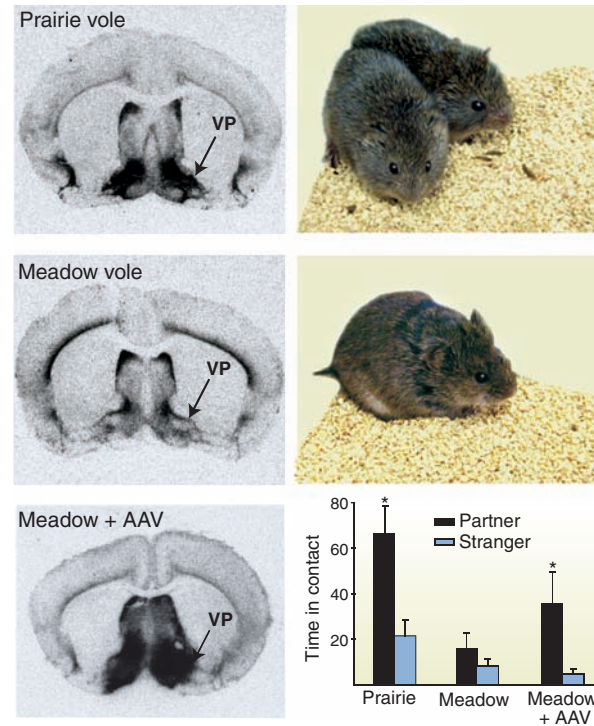 Prairie vole
VP
Meadow vole
VP
Meadow + AAV
VP
80
60
40
20
Time in contact
*
*
Partner
Stranger
Prairie
Meadow
Meadow
+ AAV